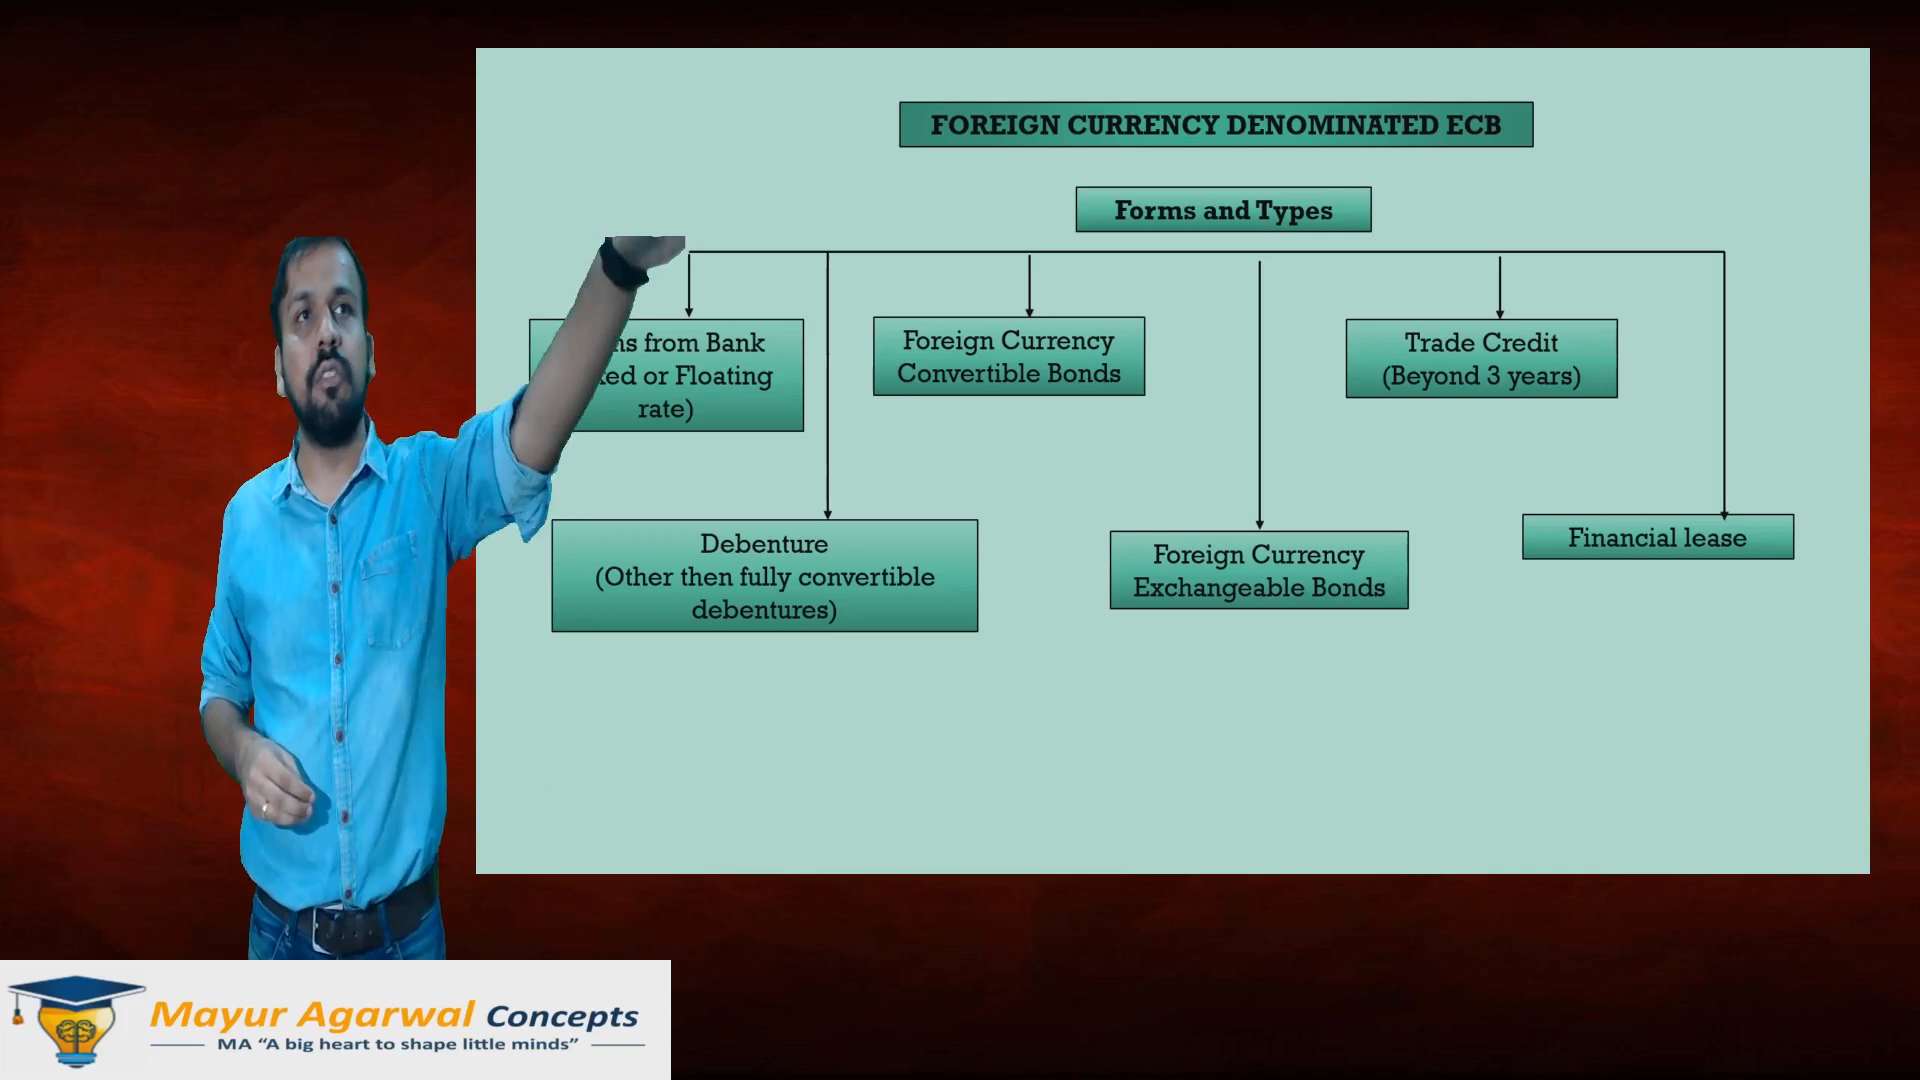 FOREIGN CURRENCY DENOMINATED ECB
Forms and Types
from Bank
or Floating
rate)
Foreign Currency
Convertible Bonds
Trade Credit
(Beyond 3 years)
Debenture
(Other then fully convertible
debentures)
Foreign Currency
Exchangeable Bonds
Financial lease
Mayur Agarwal Concepts
MA “A big heart to shape little minds”